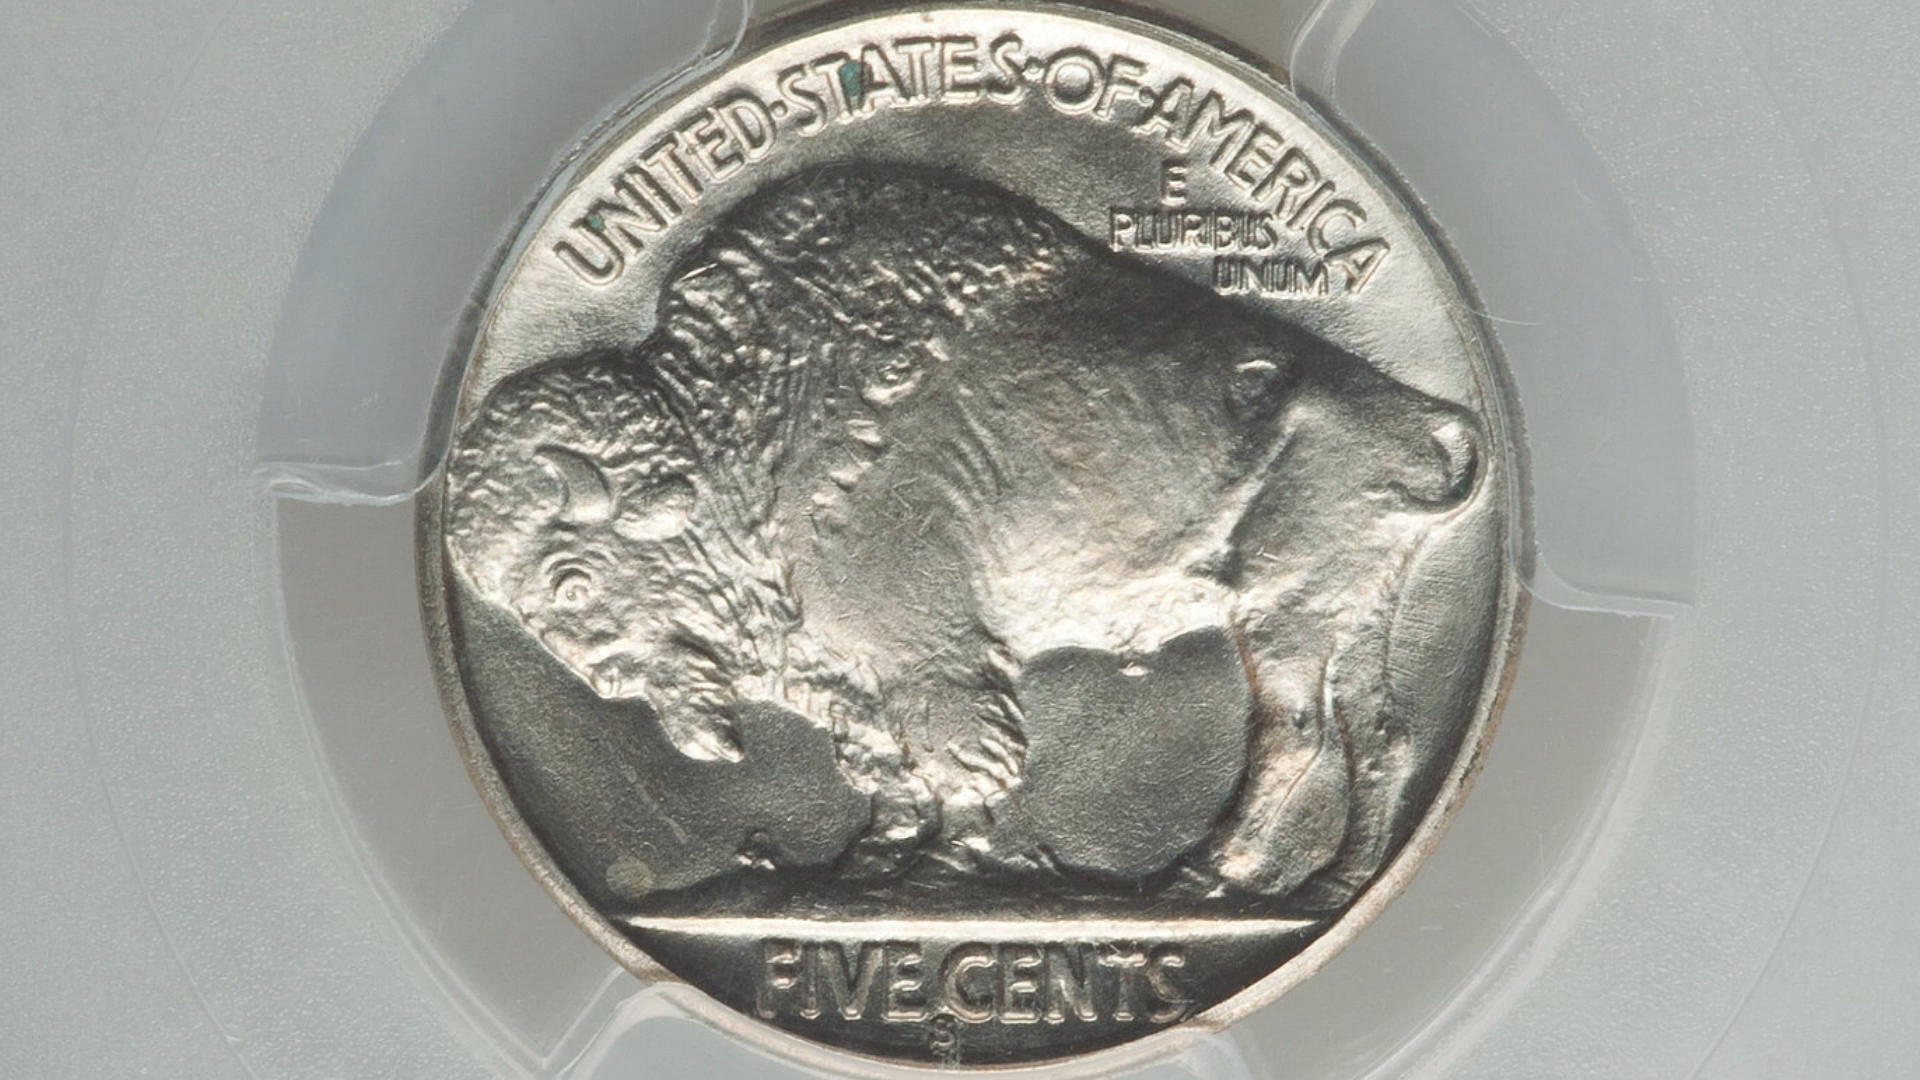 UNITED·STATES·OF·AMERICA
E
PLURIBUS
UNUM
FIVE CENTS
S